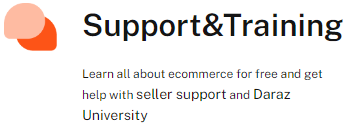 Support&Training
Learn all about ecommerce for free and get
help with seller support and Daraz
University